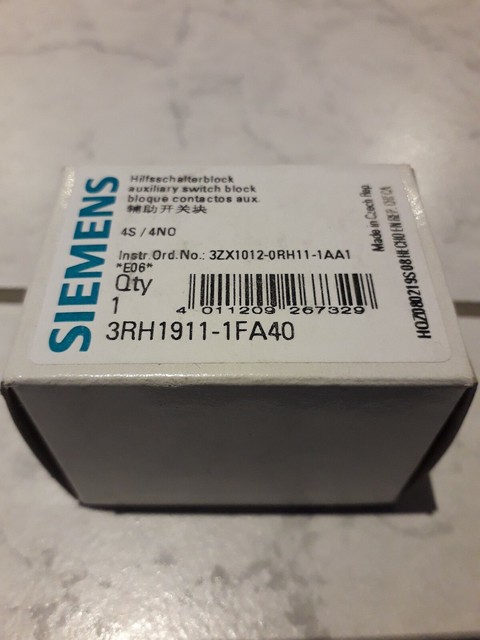 SIEMENS
Hilfsschalterblock
auxiliary switch block
bloque contactos aux.
辅助开关块
4S / 4NO
Instr.Ord.No.: 3ZX1012-0RH11-1AA1
*E06*
Qty
1
4 011209 267329
3RH1911-1FA40
Made in Czech Rep